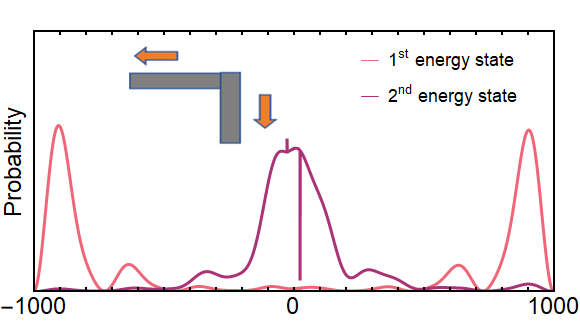 1st energy state
2nd energy state
Probability
−1000 0 1000